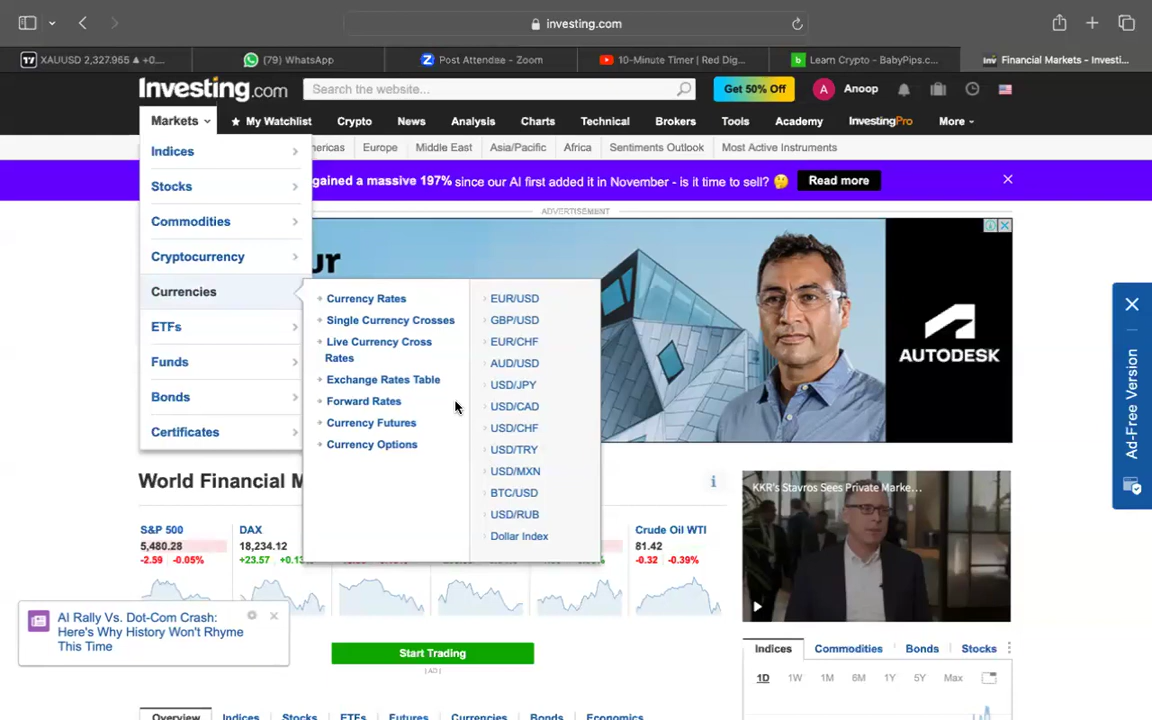 investing.com
XAUUSD 2,327.965 ▲ +0....
(79) WhatsApp
Post Attendee - Zoom
10-Minute Timer | Red Dig...
Learn Crypto - BabyPips.c...
Financial Markets - Investi...
Investing.com
Search the website...
Get 50% Off
A
Anoop
Markets
My Watchlist
Crypto
News
Analysis
Charts
Technical
Brokers
Tools
Academy
InvestingPro
More
Indices
Stocks
Commodities
Cryptocurrency
Currencies
ETFs
Funds
Bonds
Certificates
mericas
Europe
Middle East
Asia/Pacific
Africa
Sentiments Outlook
Most Active Instruments
gained a massive 197% since our AI first added it in November - is it time to sell? 🤔
Read more
ADVERTISEMENT
ur
AUTODESK
Currency Rates
Single Currency Crosses
Live Currency Cross
Rates
Exchange Rates Table
Forward Rates
Currency Futures
Currency Options
EUR/USD
GBP/USD
EUR/CHF
AUD/USD
USD/JPY
USD/CAD
USD/CHF
USD/TRY
USD/MXN
BTC/USD
USD/RUB
Dollar Index
Ad-Free Version
World Financial M
S&P 500
5,480.28
-2.59 -0.05%
DAX
18,234.12
+23.57 +0.13
Crude Oil WTI
81.42
-0.32 -0.39%
KKR's Stavros Sees Private Marke...
AI Rally Vs. Dot-Com Crash:
Here's Why History Won't Rhyme
This Time
Start Trading
| AD |
Indices
Commodities
Bonds
Stocks
1D
1W
1M
6M
1Y
5Y
Max
Overview
Indices
Stocks
ETFs
Futures
Currencies
Bonds
Economics